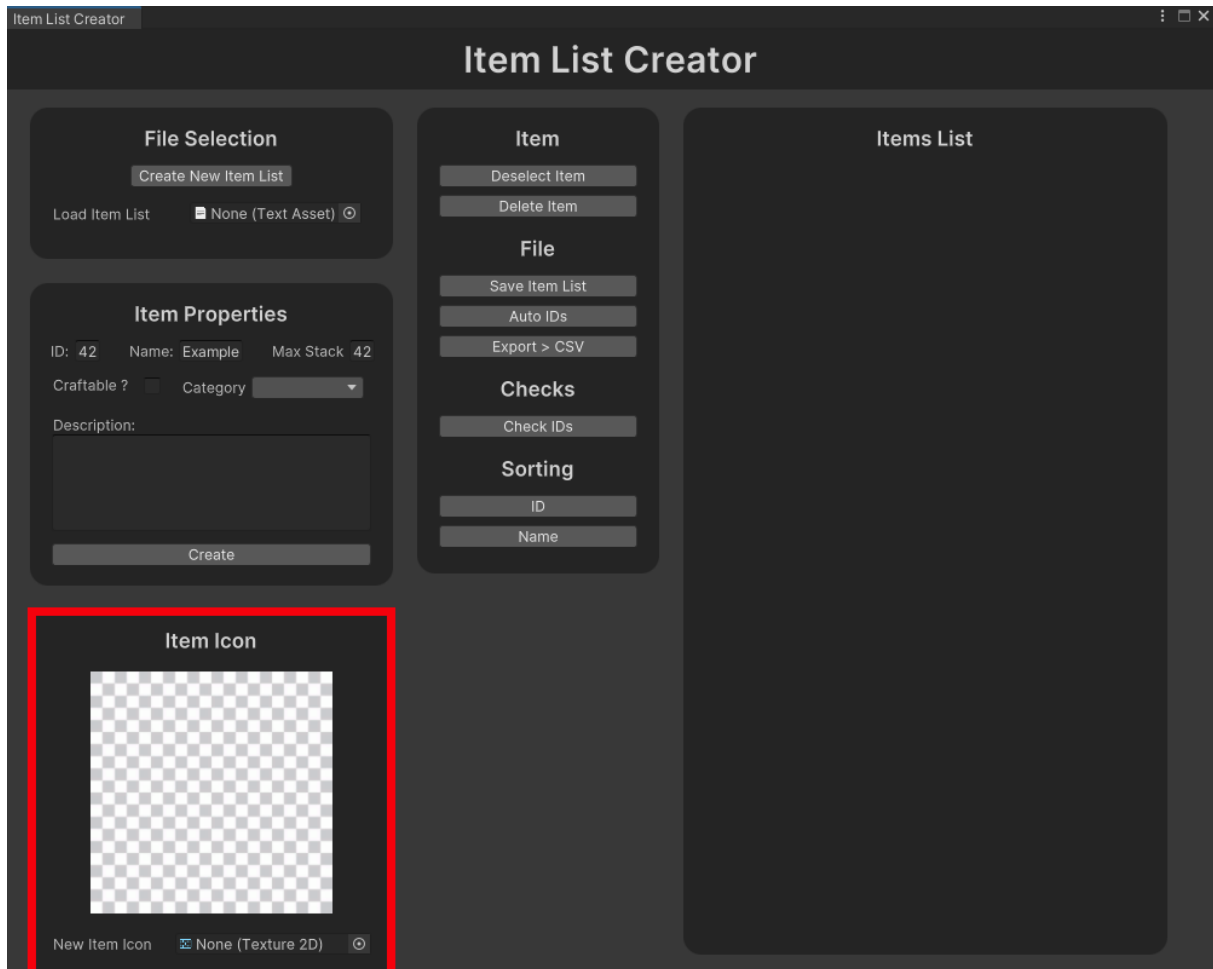 Item List Creator
Item List Creator
File Selection
Create New Item List
Load Item List None (Text Asset)
Item Properties
ID: 42 Name: Example Max Stack 42
Craftable ? Category
Description:
Create
Item Icon
New Item Icon None (Texture 2D)
Item
Deselect Item
Delete Item
File
Save Item List
Auto IDs
Export > CSV
Checks
Check IDs
Sorting
ID
Name
Items List